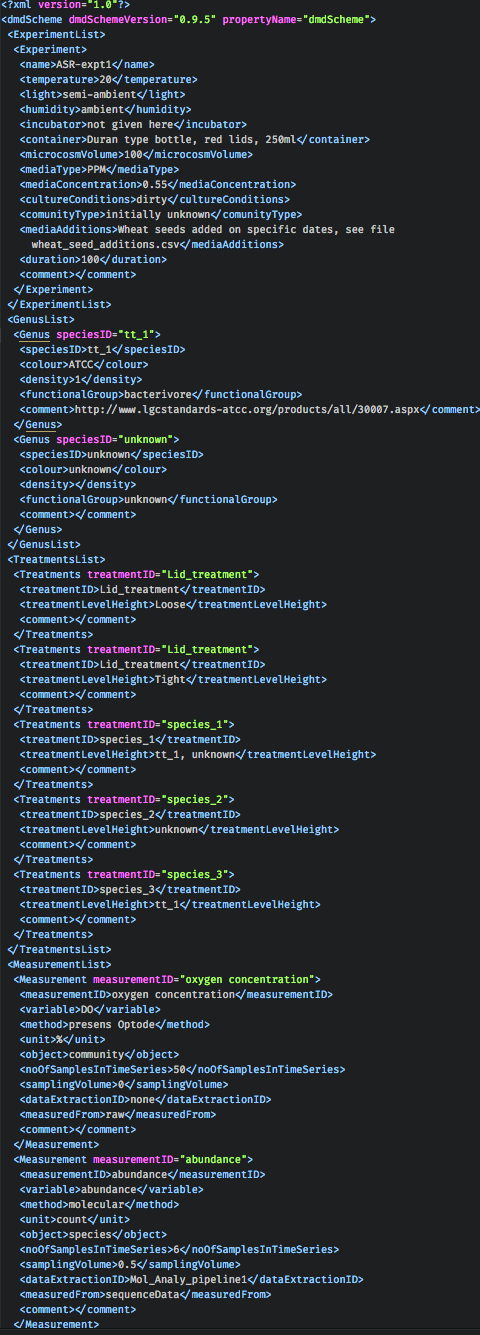 <?xml version="1.0"?>
<dmdScheme dmdSchemeVersion="0.9.5" propertyName="dmdScheme">
<ExperimentList>
<Experiment>
<name>ASR-expt1</name>
<temperature>20</temperature>
<light>semi-ambient</light>
<humidity>ambient</humidity>
<incubator>not given here</incubator>
<container>Duran type bottle, red lids, 250ml</container>
<microcosmVolume>100</microcosmVolume>
<mediaType>PPM</mediaType>
<mediaConcentration>0.55</mediaConcentration>
<cultureConditions>dirty</cultureConditions>
<comunityType>initially unknown</comunityType>
<mediaAdditions>Wheat seeds added on specific dates, see file
wheat_seed_additions.csv</mediaAdditions>
<duration>100</duration>
<comment></comment>
</Experiment>
</ExperimentList>
<GenusList>
<Genus speciesID="tt_1">
<speciesID>tt_1</speciesID>
<colour>ATCC</colour>
<density>1</density>
<functionalGroup>bacterivore</functionalGroup>
<comment>http://www.lgcstandards-atcc.org/products/all/30007.aspx</comment>
</Genus>
<Genus speciesID="unknown">
<speciesID>unknown</speciesID>
<colour>unknown</colour>
<density></density>
<functionalGroup>unknown</functionalGroup>
<comment></comment>
</Genus>
</GenusList>
<TreatmentsList>
<Treatments treatmentID="Lid_treatment">
<treatmentID>Lid_treatment</treatmentID>
<treatmentLevelHeight>Loose</treatmentLevelHeight>
<comment></comment>
</Treatments>
<Treatments treatmentID="Lid_treatment">
<treatmentID>Lid_treatment</treatmentID>
<treatmentLevelHeight>Tight</treatmentLevelHeight>
<comment></comment>
</Treatments>
<Treatments treatmentID="species_1">
<treatmentID>species_1</treatmentID>
<treatmentLevelHeight>tt_1, unknown</treatmentLevelHeight>
<comment></comment>
</Treatments>
<Treatments treatmentID="species_2">
<treatmentID>species_2</treatmentID>
<treatmentLevelHeight>unknown</treatmentLevelHeight>
<comment></comment>
</Treatments>
<Treatments treatmentID="species_3">
<treatmentID>species_3</treatmentID>
<treatmentLevelHeight>tt_1</treatmentLevelHeight>
<comment></comment>
</Treatments>
</TreatmentsList>
<MeasurementList>
<Measurement measurementID="oxygen concentration">
<measurementID>oxygen concentration</measurementID>
<variable>DO</variable>
<method>presens Optode</method>
<unit>%</unit>
<object>community</object>
<noOfSamplesInTimeSeries>50</noOfSamplesInTimeSeries>
<samplingVolume>0</samplingVolume>
<dataExtractionID>none</dataExtractionID>
<measuredFrom>raw</measuredFrom>
<comment></comment>
</Measurement>
<Measurement measurementID="abundance">
<measurementID>abundance</measurementID>
<variable>abundance</variable>
<method>molecular</method>
<unit>count</unit>
<object>species</object>
<noOfSamplesInTimeSeries>6</noOfSamplesInTimeSeries>
<samplingVolume>0.5</samplingVolume>
<dataExtractionID>Mol_Analy_pipeline1</dataExtractionID>
<measuredFrom>sequenceData</measuredFrom>
<comment></comment>
</Measurement>